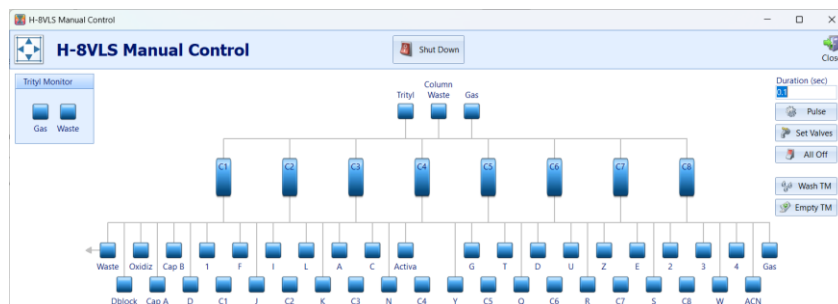 H-8VLS Manual Control
H-8VLS Manual Control
Shut Down
Close
Trityl Monitor
Gas Waste
Trityl Column Waste Gas
Duration (sec)
0.1
Pulse
Set Valves
All Off
Wash TM
Empty TM
C1 C2 C3 C4 C5 C6 C7 C8
Waste Oxidiz Cap B 1 F I L A C Activa G T D U Z E 2 3 4 Gas
Dblock Cap A D C1 J C2 K C3 N C4 Y C5 Q C6 R C7 S C8 W ACN